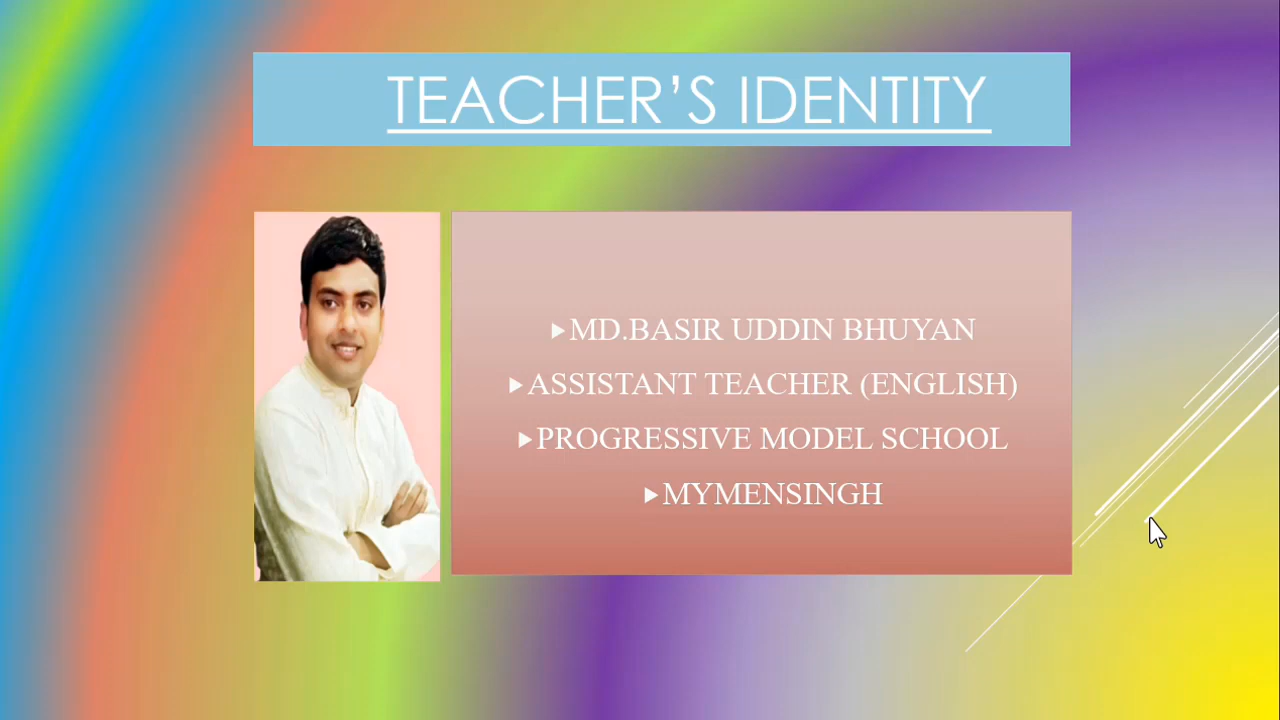 TEACHER’S IDENTITY
MD.BASIR UDDIN BHUYAN
ASSISTANT TEACHER (ENGLISH)
PROGRESSIVE MODEL SCHOOL
MYMENSINGH